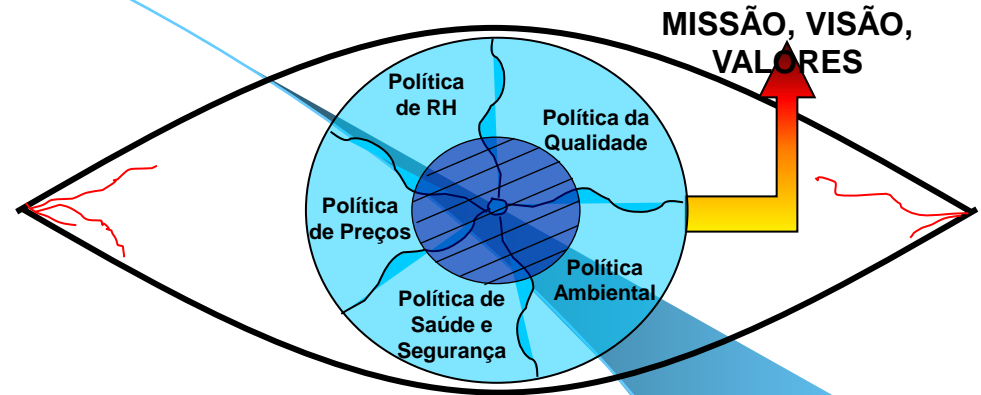 MISSÃO, VISÃO,
VALORES
Política
de RH
Política da
Qualidade
Política
de Preços
Política
Ambiental
Política de
Saúde e
Segurança